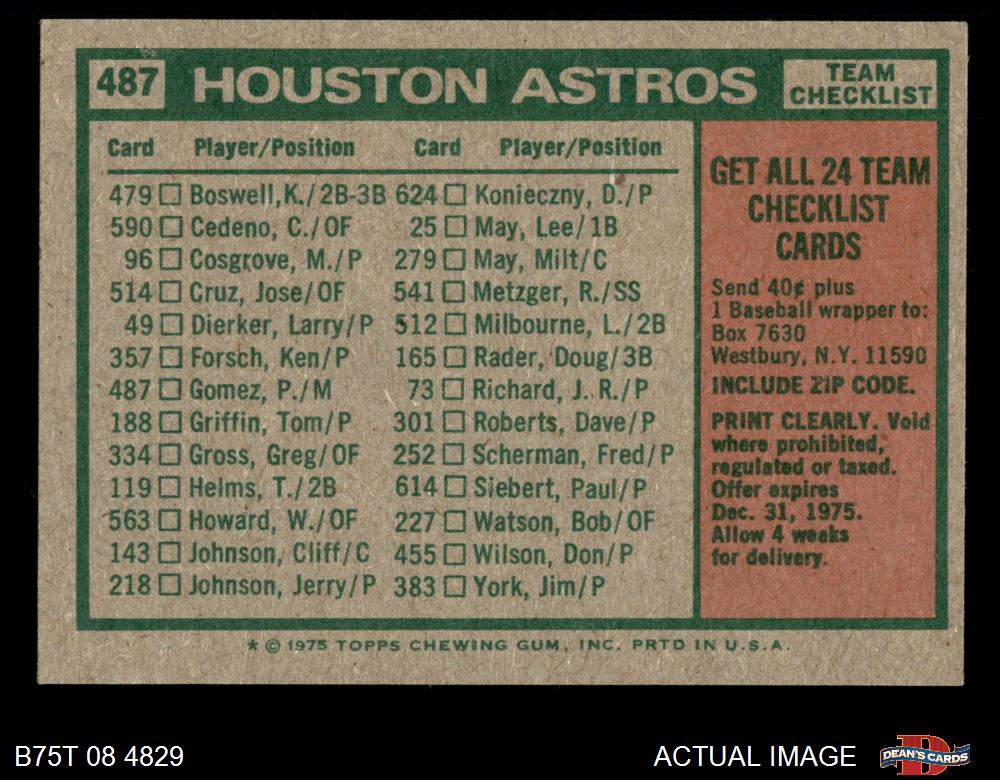 487 HOUSTON ASTROS TEAM CHECKLIST
Card Player/Position Card Player/Position
479 Boswell,K./2B-3B 624 Konieczny, D./P
590 Cedeno, C./OF 25 May, Lee/1B
96 Cosgrove, M./P 279 May, Milt/C
514 Cruz, Jose/OF 541 Metzger, R./SS
49 Dierker, Larry/P 512 Milbourne, L./2B
357 Forsch, Ken/P 165 Rader, Doug/3B
487 Gomez, P./M 73 Richard, J. R./P
188 Griffin, Tom/P 301 Roberts, Dave/P
334 Gross, Greg/OF 252 Scherman, Fred/P
119 Helms, T./2B 614 Siebert, Paul/P
563 Howard, W./OF 227 Watson, Bob/OF
143 Johnson, Cliff/C 455 Wilson, Don/P
218 Johnson, Jerry/P 383 York, Jim/P
GET ALL 24 TEAM
CHECKLIST
CARDS
Send 40¢ plus
1 Baseball wrapper to:
Box 7630
Westbury, N.Y. 11590
INCLUDE ZIP CODE.
PRINT CLEARLY. Void
where prohibited,
regulated or taxed.
Offer expires
Dec. 31, 1975.
Allow 4 weeks
for delivery.
* © 1975 TOPPS CHEWING GUM, INC. PRTD IN U.S.A.
B75T 08 4829 ACTUAL IMAGE DEAN'S CARDS